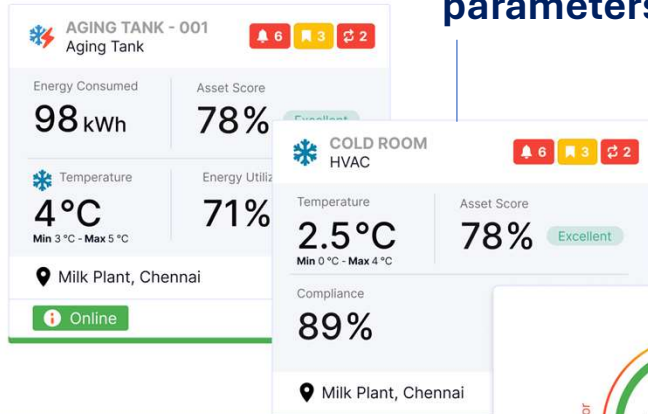 parameters
AGING TANK - 001
Aging Tank
6
3
2
Energy Consumed
98 kWh
Asset Score
78%
Excellent
Temperature
4°C
Min 3 °C - Max 5 °C
Energy Utiliz
71%
Milk Plant, Chennai
Online
COLD ROOM
HVAC
6
3
2
Temperature
2.5°C
Min 0 °C - Max 4 °C
Asset Score
78%
Excellent
Compliance
89%
Milk Plant, Chennai
or